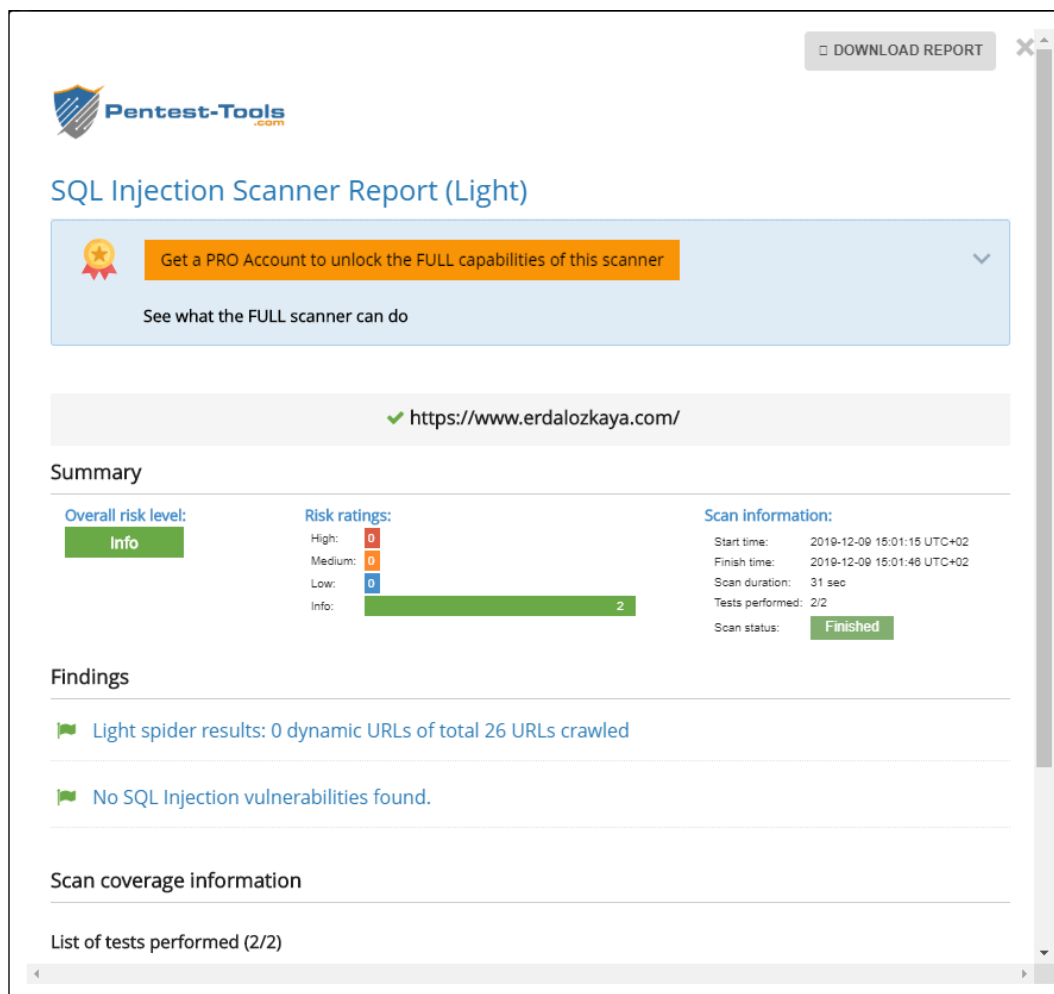 DOWNLOAD REPORT
Pentest-Tools
.com
SQL Injection Scanner Report (Light)
Get a PRO Account to unlock the FULL capabilities of this scanner
See what the FULL scanner can do
https://www.erdalozkaya.com/
Summary
Overall risk level:
Info
Risk ratings:
High: 0
Medium: 0
Low: 0
Info: 2
Scan information:
Start time: 2019-12-09 15:01:15 UTC+02
Finish time: 2019-12-09 15:01:46 UTC+02
Scan duration: 31 sec
Tests performed: 2/2
Scan status: Finished
Findings
Light spider results: 0 dynamic URLs of total 26 URLs crawled
No SQL Injection vulnerabilities found.
Scan coverage information
List of tests performed (2/2)